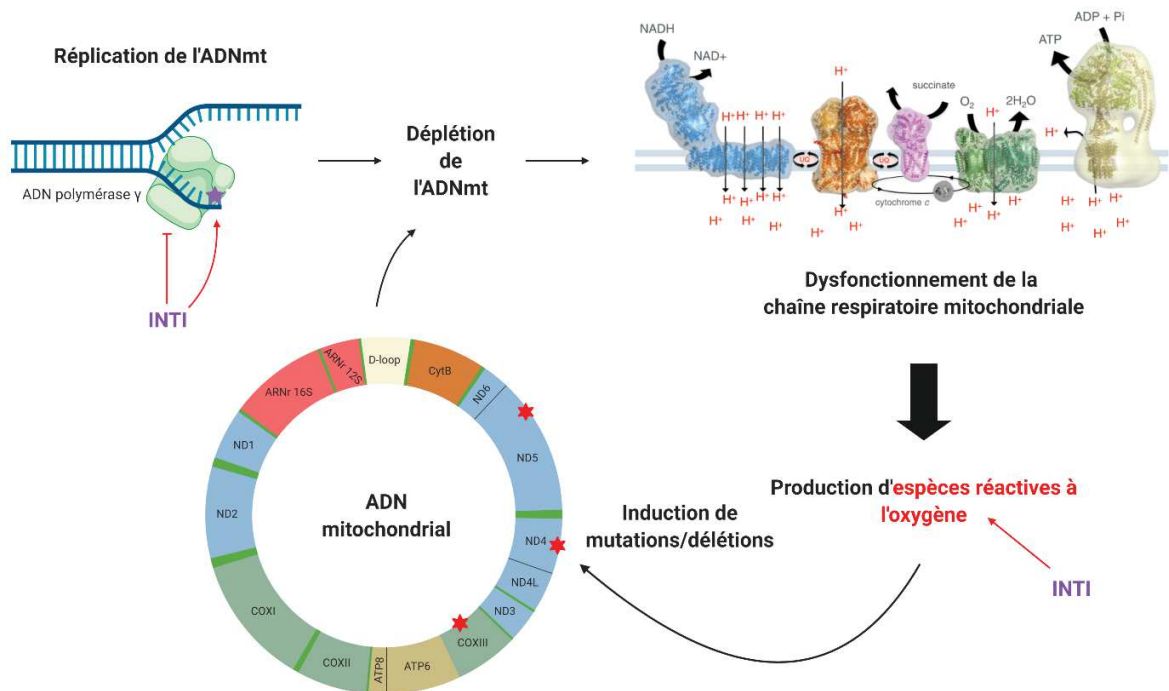 Réplication de l'ADNmt
ADN polymérase γ
INTI
Déplétion
de
l'ADNmt
NADH
NAD+
H+
H+ H+ H+ H+
UQ
H+ H+ H+ H+
H+ H+ H+ H+
H+
H+
H+ H+
succinate
UQ
cytochrome c
O2
2H2O
H+
H+ H+ H+
H+ H+
ADP + Pi
ATP
H+
H+ H+ H+
H+ H+ H+
H+ H+
Dysfonctionnement de la
chaîne respiratoire mitochondriale
Production d'espèces réactives à
l'oxygène
INTI
Induction de
mutations/délétions
ADN
mitochondrial
D-loop
CytB
ND6
ND5
ND4
ND4L
ND3
COXIII
ATP6
ATP8
COXII
COXI
ND2
ND1
ARNr 16S
ARNr 12S